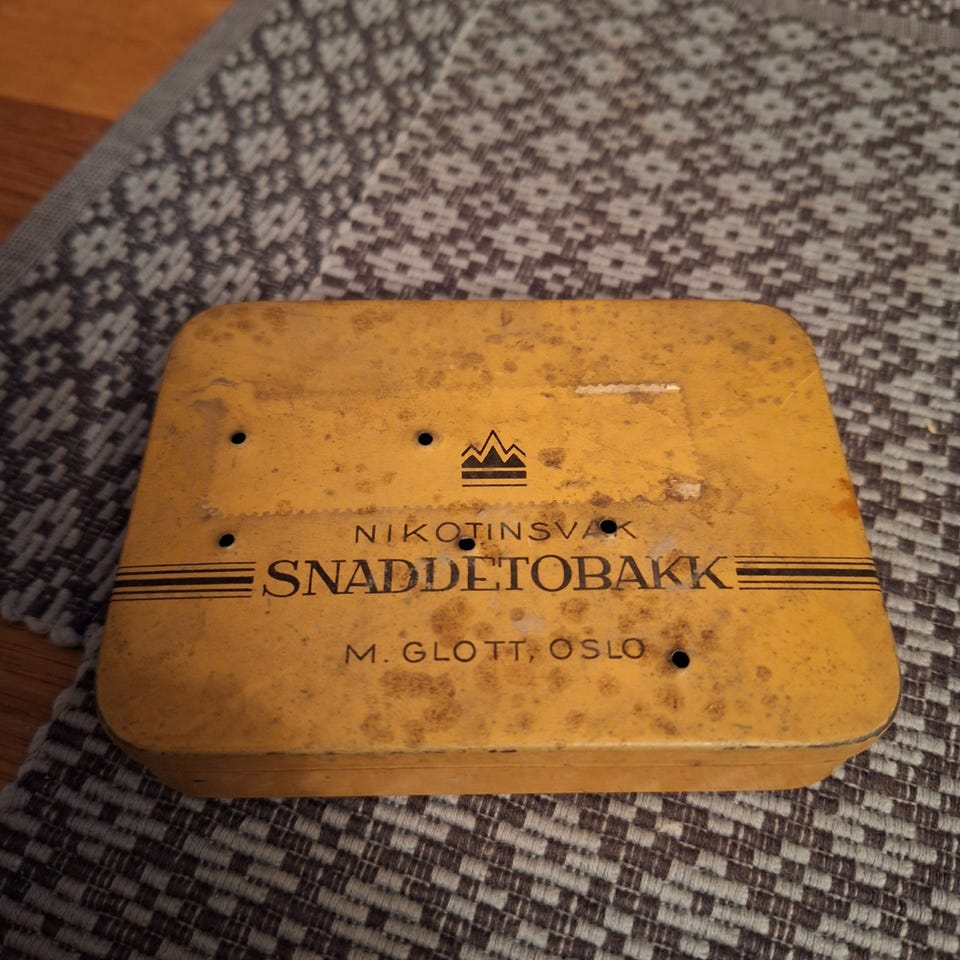 NIKOTINSVAK
SNADDETOBAKK
M. GLOTT, OSLO